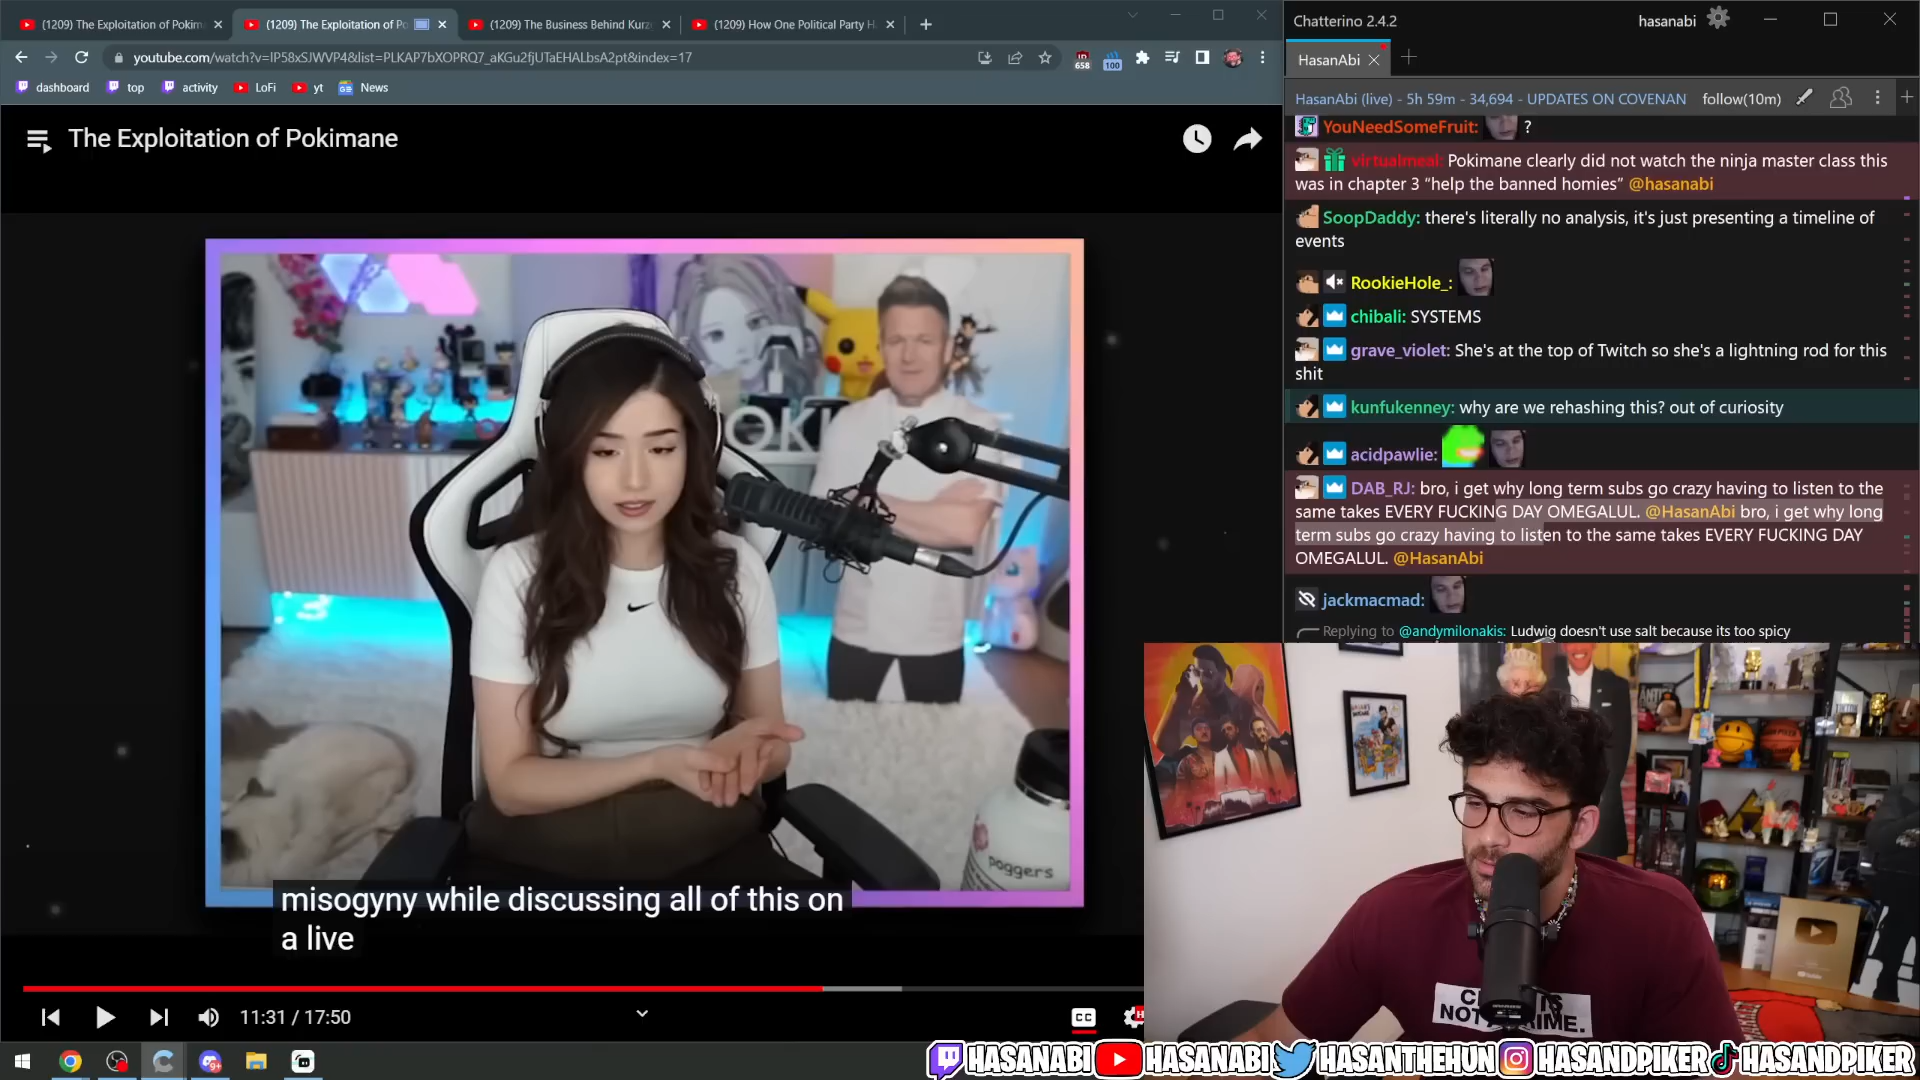 (1209) The Exploitation of Pokim
(1209) The Exploitation of Po
(1209) The Business Behind Kurz
(1209) How One Political Party H
youtube.com/watch?v=IP58xSJWVP4&list=PLKAP7bXOPRQ7_aKGu2fjUTaEHALbsA2pt&index=17
658
100
dashboard
top
activity
LoFi
yt
News
The Exploitation of Pokimane
OKI
poggers
misogyny while discussing all of this on
a live
11:31 / 17:50
CC
Chatterino 2.4.2
hasanabi
HasanAbi
HasanAbi (live) - 5h 59m - 34,694 - UPDATES ON COVENAN
follow(10m)
YouNeedSomeFruit: ?
virtualmeal: Pokimane clearly did not watch the ninja master class this
was in chapter 3 “help the banned homies” @hasanabi
SoopDaddy: there's literally no analysis, it's just presenting a timeline of
events
RookieHole_:
chibali: SYSTEMS
grave_violet: She's at the top of Twitch so she's a lightning rod for this
shit
kunfukenney: why are we rehashing this? out of curiosity
acidpawlie:
DAB_RJ: bro, i get why long term subs go crazy having to listen to the
same takes EVERY FUCKING DAY OMEGALUL. @HasanAbi bro, i get why long
term subs go crazy having to listen to the same takes EVERY FUCKING DAY
OMEGALUL. @HasanAbi
jackmacmad:
Replying to @andymilonakis: Ludwig doesn't use salt because its too spicy
HASANABI
HASANABI
HASANTHEHUN
HASANDPIKER
HASANDPIKER